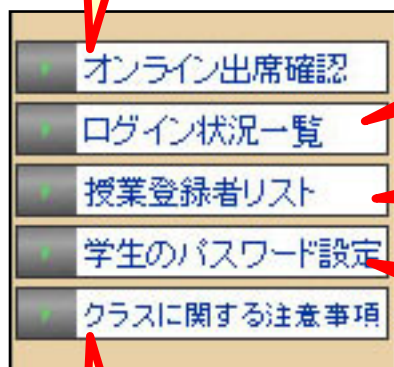 オンライン出席確認
ログイン状況一覧
授業登録者リスト
学生のパスワード設定
クラスに関する注意事項